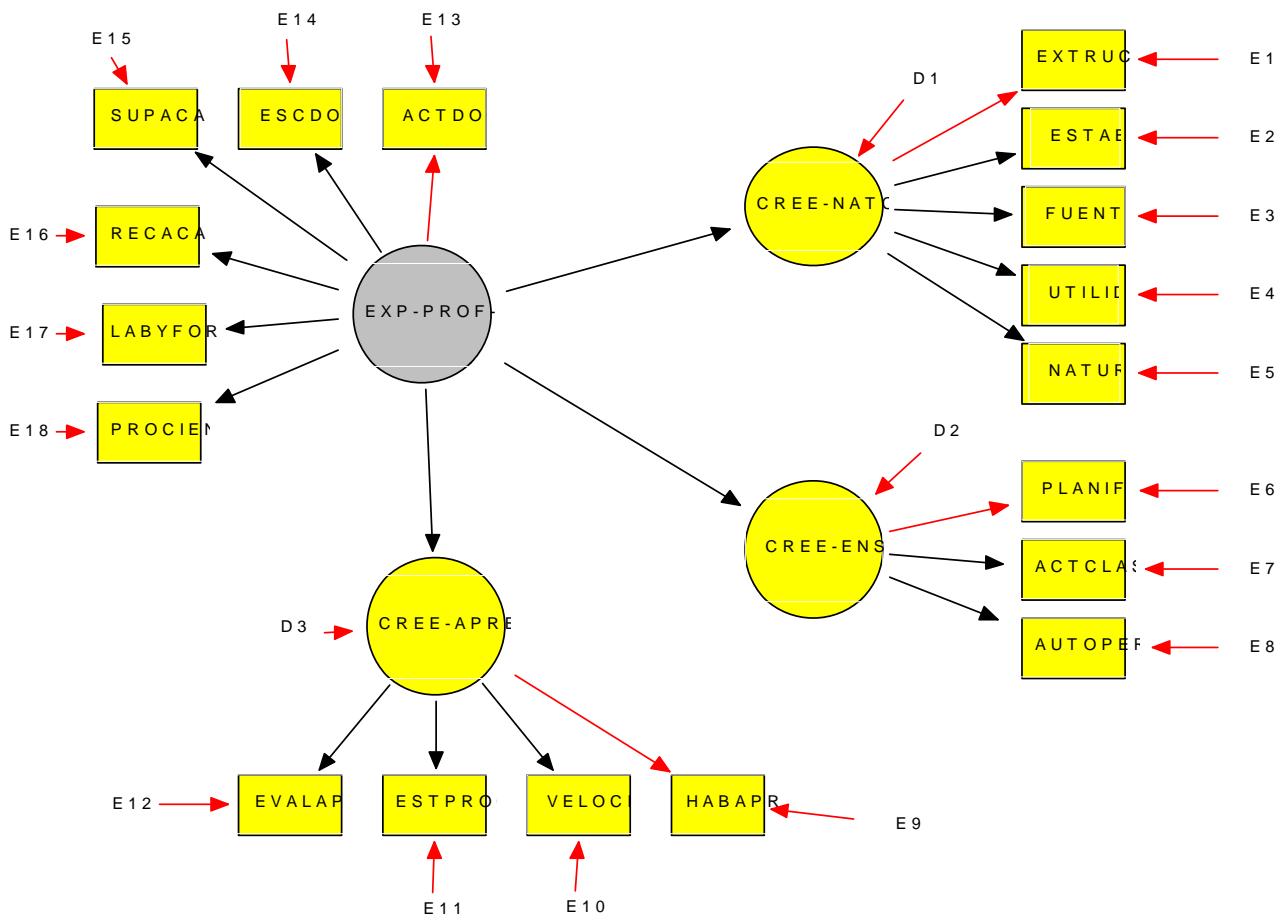 E14
E13
E15
E1
EXTRUC
D1
SUPACA
ESCDO
ACTDO
ESTAE
E2
CREE-NATC
FUENT
E3
E16
RECACA
UTILID
E4
EXP-PROF-
E17
LABYFOR
NATUR
E5
E18
PROCIEN
D2
PLANIF
E6
CREE-ENS
ACTCLAS
E7
D3
CREE-APRE
AUTOPER
E8
E12
EVALAP
ESTPRO
VELOCI
HABAPR
E9
E11
E10